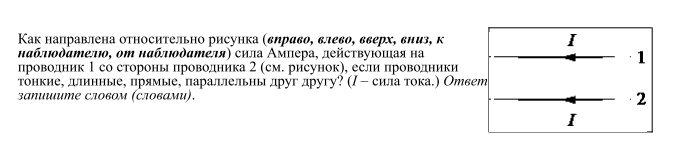 Как направлена относительно рисунка (вправо, влево, вверх, вниз, к
наблюдателю, от наблюдателя) сила Ампера, действующая на
проводник 1 со стороны проводника 2 (см. рисунок), если проводники
тонкие, длинные, прямые, параллельны друг другу? (I – сила тока.) Ответ
запишите словом (словами).
I
1
2
I